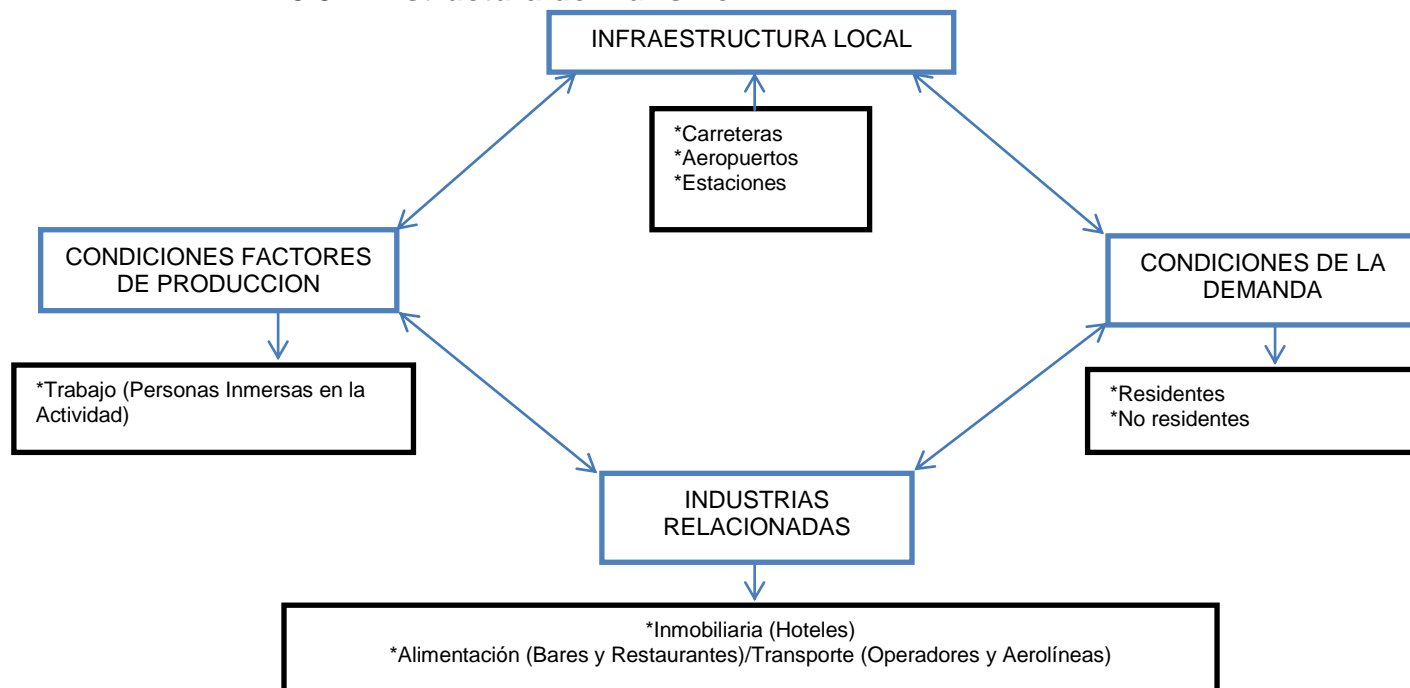 INFRAESTRUCTURA LOCAL
*Carreteras
*Aeropuertos
*Estaciones
CONDICIONES FACTORES
DE PRODUCCION
CONDICIONES DE LA
DEMANDA
*Trabajo (Personas Inmersas en la
Actividad)
*Residentes
*No residentes
INDUSTRIAS
RELACIONADAS
*Inmobiliaria (Hoteles)
*Alimentación (Bares y Restaurantes)/Transporte (Operadores y Aerolíneas)